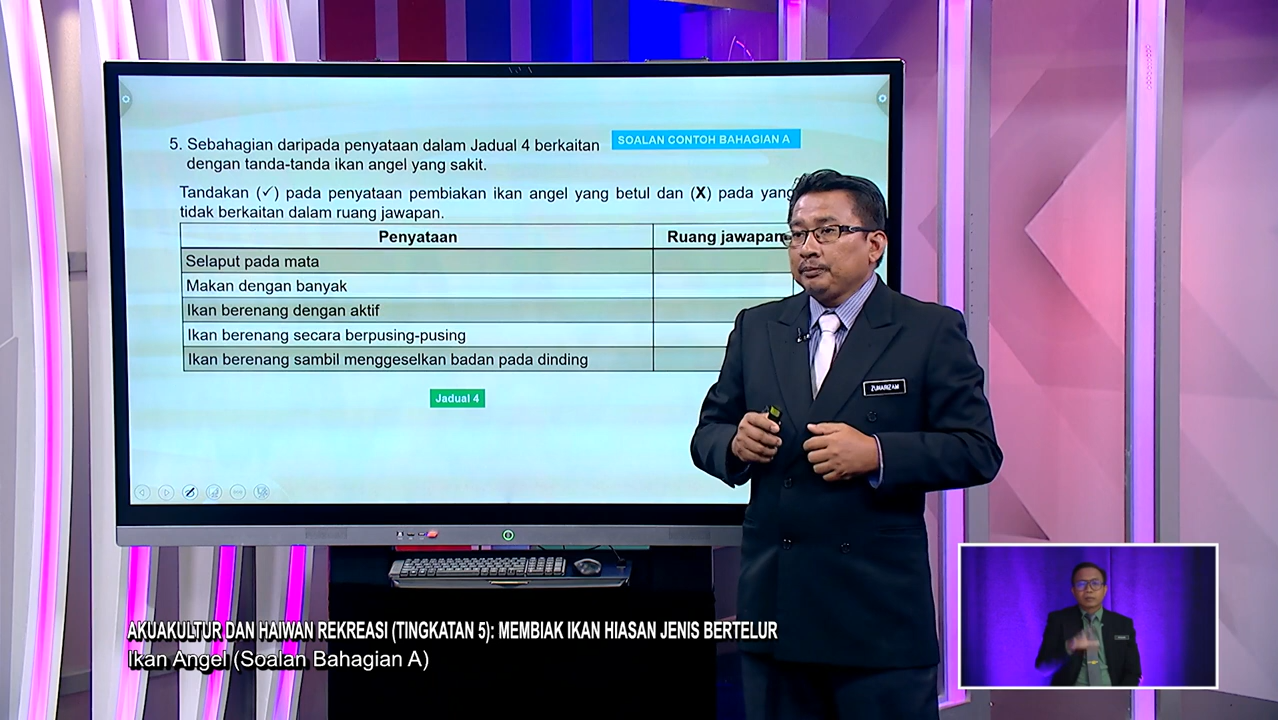 5. Sebahagian daripada penyataan dalam Jadual 4 berkaitan
dengan tanda-tanda ikan angel yang sakit.
SOALAN CONTOH BAHAGIAN A
Tandakan (✓) pada penyataan pembiakan ikan angel yang betul dan (X) pada yang
tidak berkaitan dalam ruang jawapan.
Penyataan Ruang jawapan
Selaput pada mata
Makan dengan banyak
Ikan berenang dengan aktif
Ikan berenang secara berpusing-pusing
Ikan berenang sambil menggeselkan badan pada dinding
Jadual 4
ZUHARIZAM
AKUAKULTUR DAN HAIWAN REKREASI (TINGKATAN 5): MEMBIAK IKAN HIASAN JENIS BERTELUR
Ikan Angel (Soalan Bahagian A)